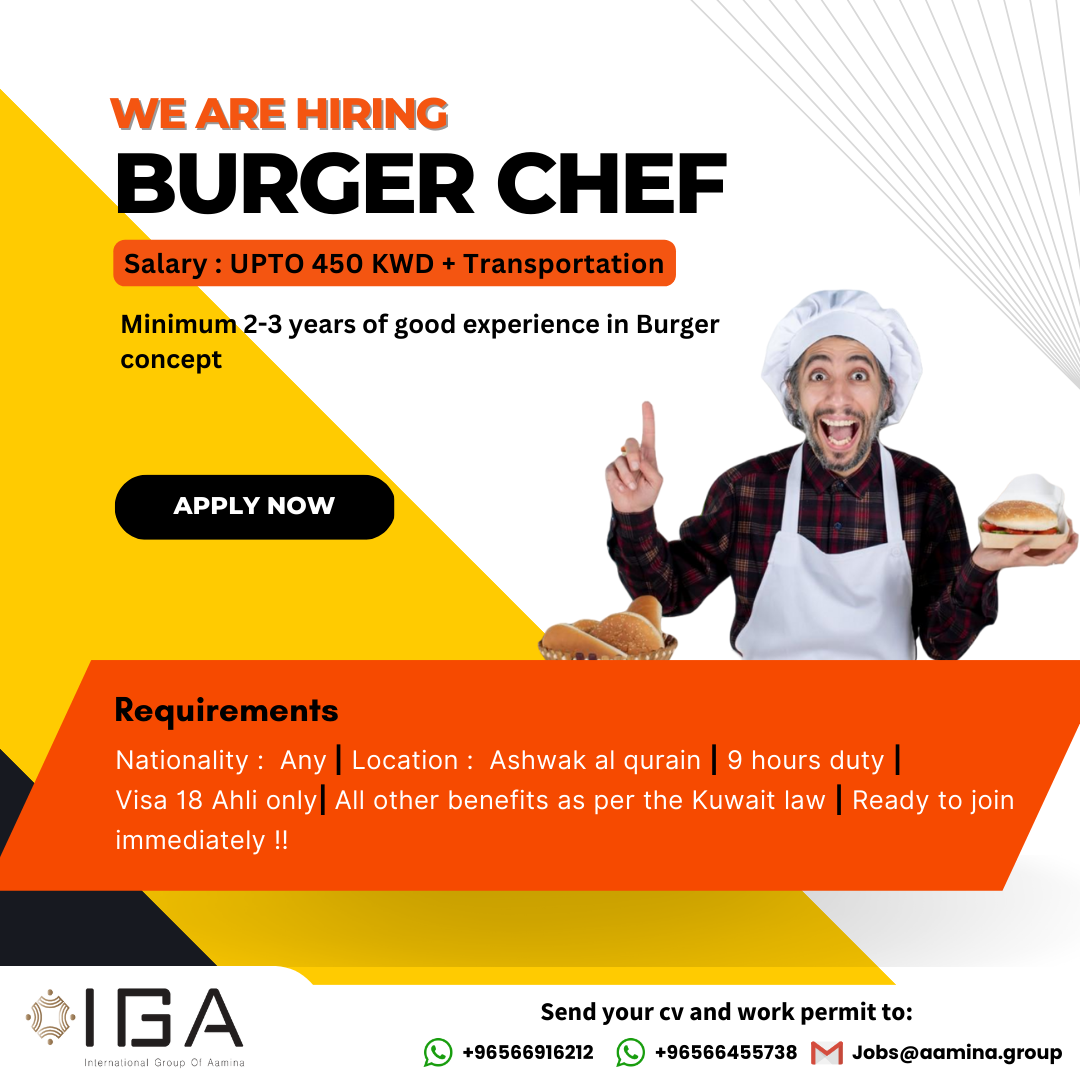 WE ARE HIRING
BURGER CHEF
Salary : UPTO 450 KWD + Transportation
Minimum 2-3 years of good experience in Burger
concept
APPLY NOW
Requirements
Nationality :  Any | Location :  Ashwak al qurain | 9 hours duty |
Visa 18 Ahli only| All other benefits as per the Kuwait law | Ready to join
immediately !!
IGA
International Group Of Aamina
Send your cv and work permit to:
+96566916212 +96566455738 Jobs@aamina.group